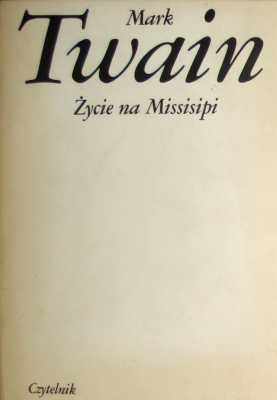 Mark
Twain
Życie na Missisipi
Czytelnik